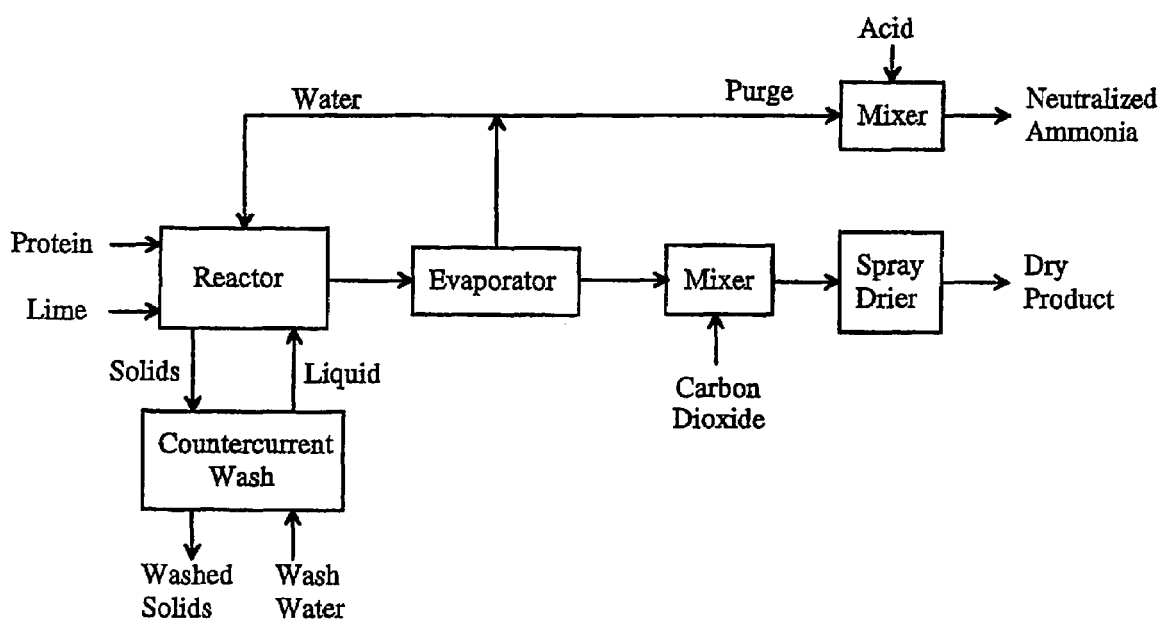 Acid
Water
Purge
Mixer
Neutralized
Ammonia
Protein
Lime
Reactor
Evaporator
Mixer
Spray
Drier
Dry
Product
Solids
Liquid
Carbon
Dioxide
Countercurrent
Wash
Washed
Solids
Wash
Water